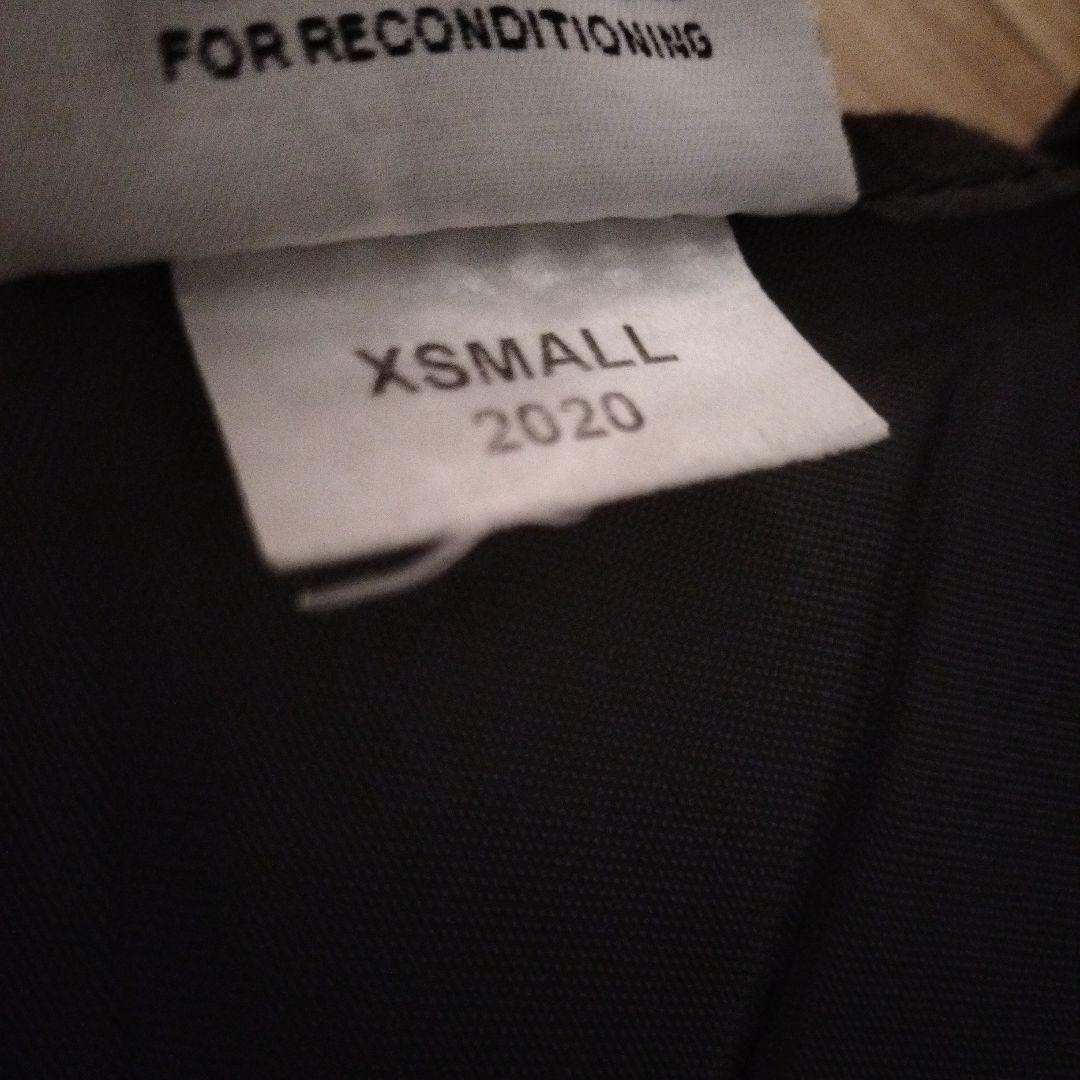 FOR RECONDITIONING
XSMALL
2020